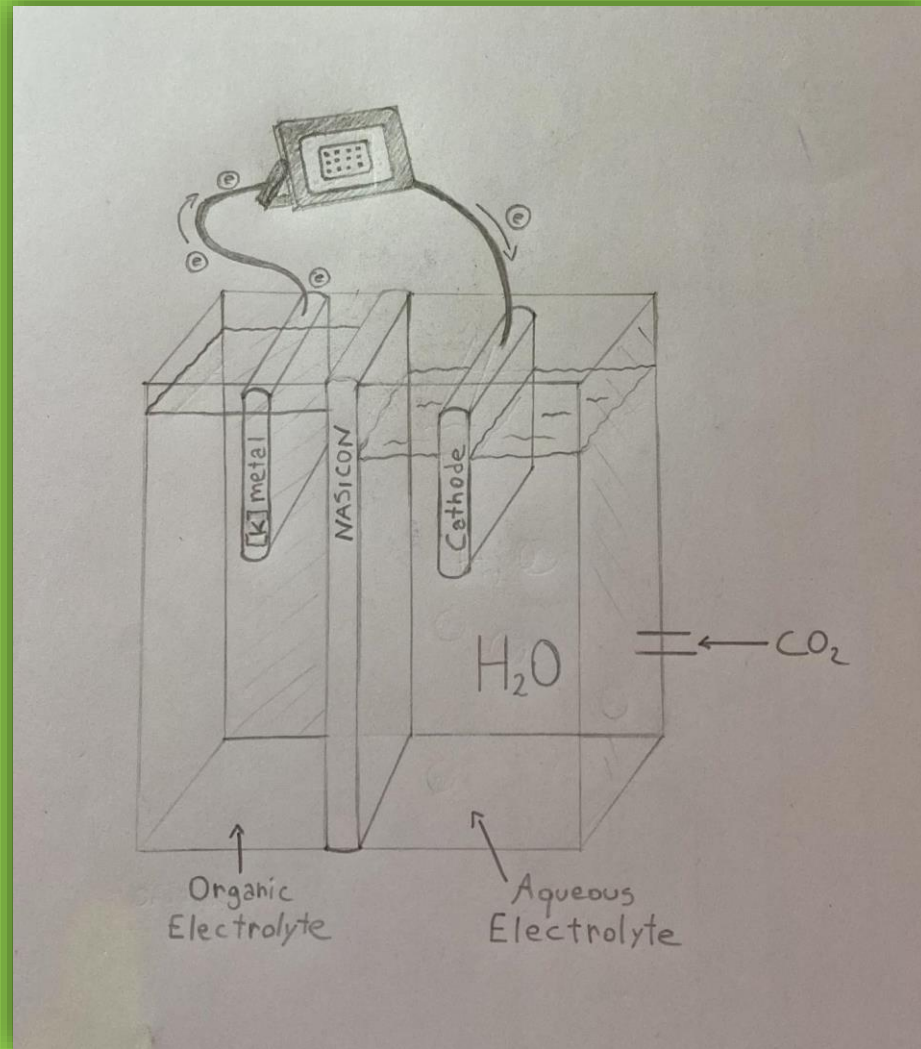 e
e
e
e
[K] metal
NASICON
Cathode
H₂O
CO₂
Organic
Electrolyte
Aqueous
Electrolyte